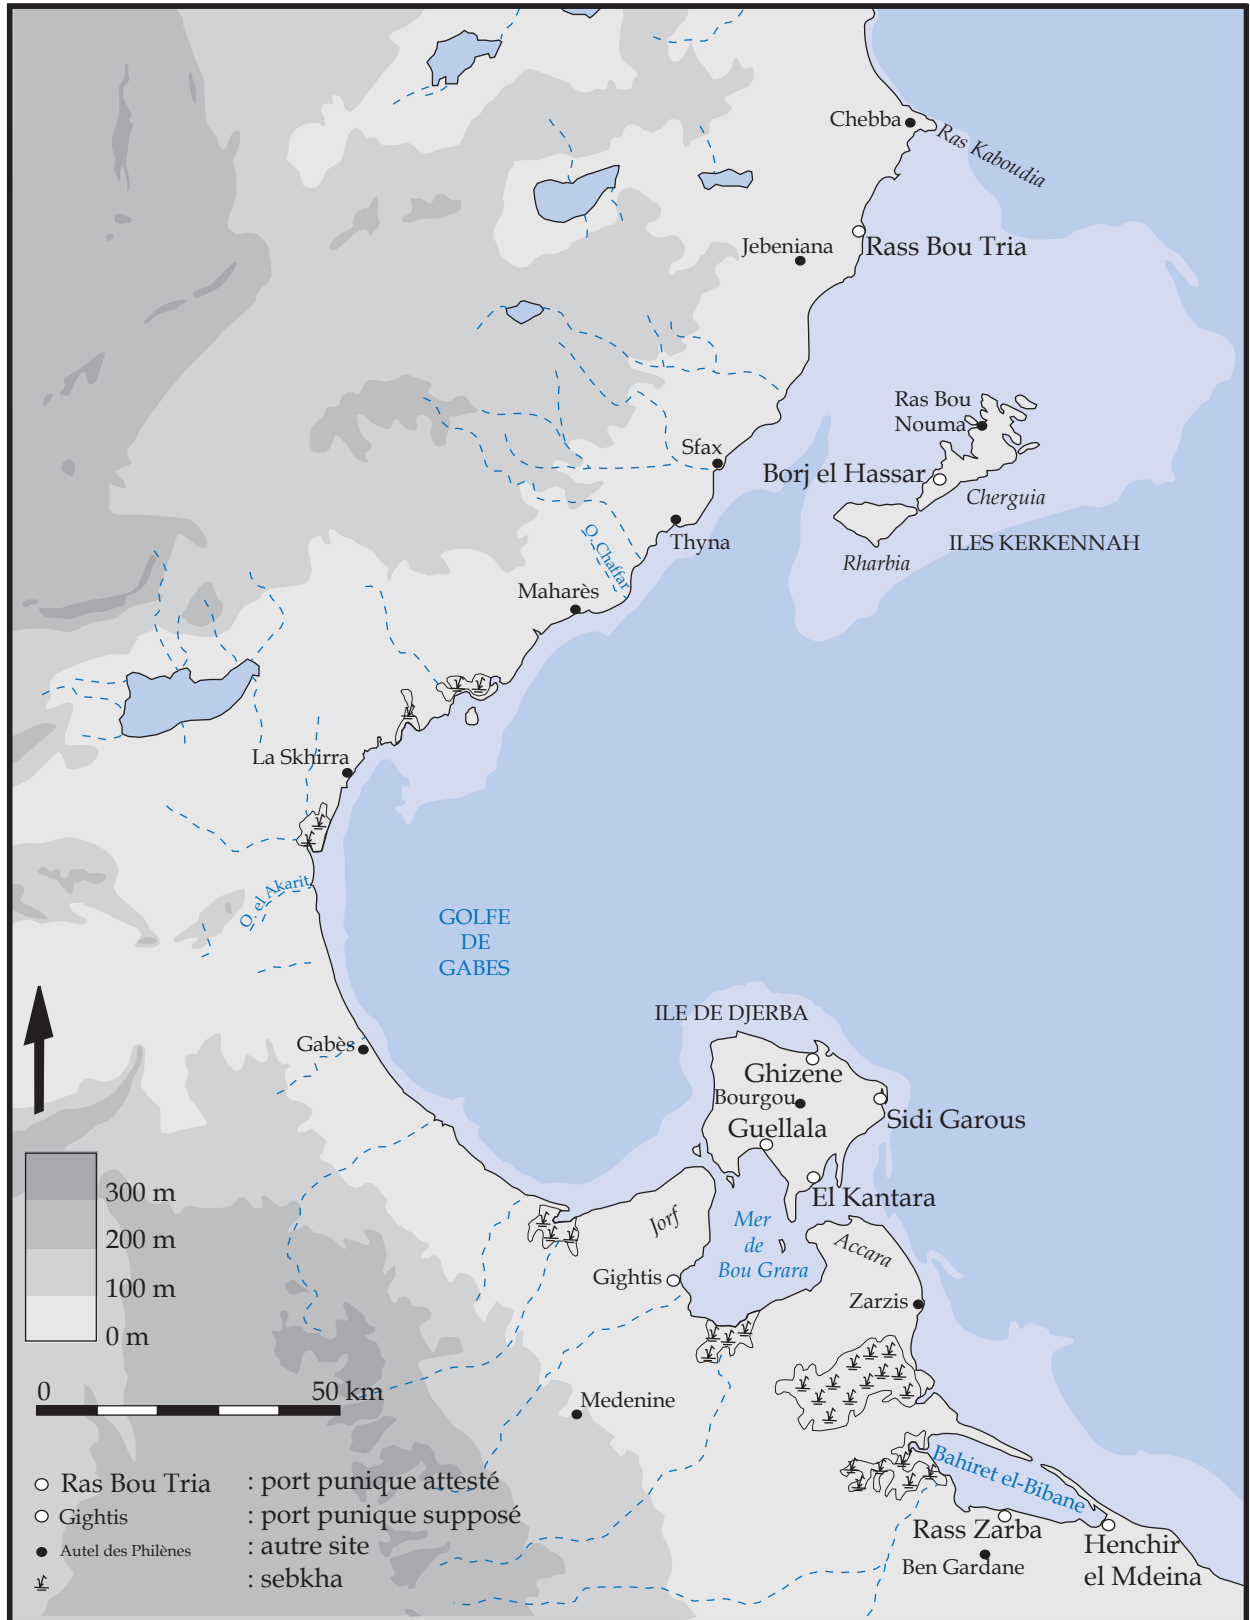 Chebba
Ras Kaboudia
Rass Bou Tria
Jebeniana
Ras Bou
Nouma
Sfax
Borj el Hassar
Cherguia
Thyna
ILES KERKENNAH
Rharbia
O. Chaffar
Maharès
La Skhirra
O. el Akarit
GOLFE
DE
GABES
ILE DE DJERBA
Gabès
Ghizene
Bourgou
Sidi Garous
Guellala
El Kantara
300 m
200 m
100 m
0 m
Jorf
Mer
de
Bou Grara
Accara
Gightis
Zarzis
0 50 km
Medenine
Bahiret el-Bibane
Rass Zarba
Henchir
el Mdeina
Ben Gardane
Ras Bou Tria : port punique attesté
Gightis : port punique supposé
Autel des Philènes : autre site
: sebkha